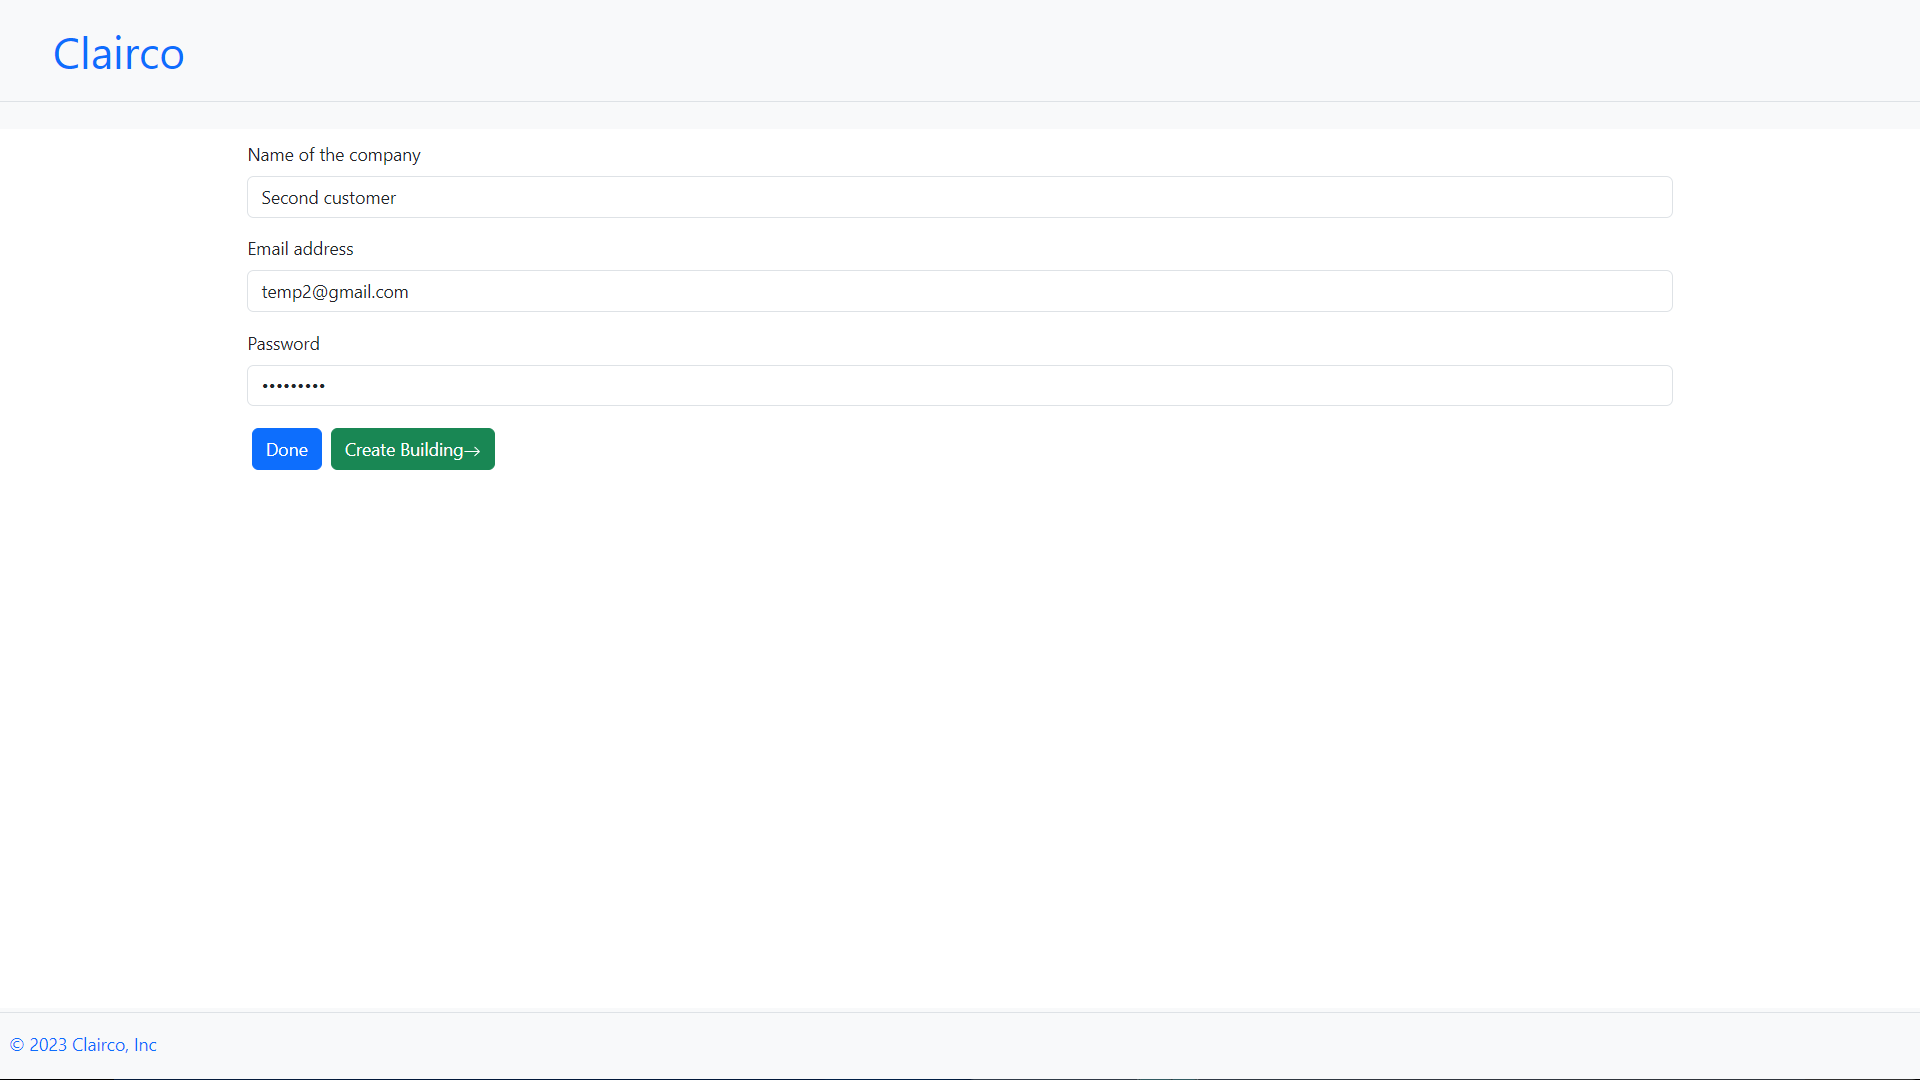 Clairco
Name of the company
Second customer
Email address
temp2@gmail.com
Password
•••••••••
Done
Create Building→
© 2023 Clairco, Inc